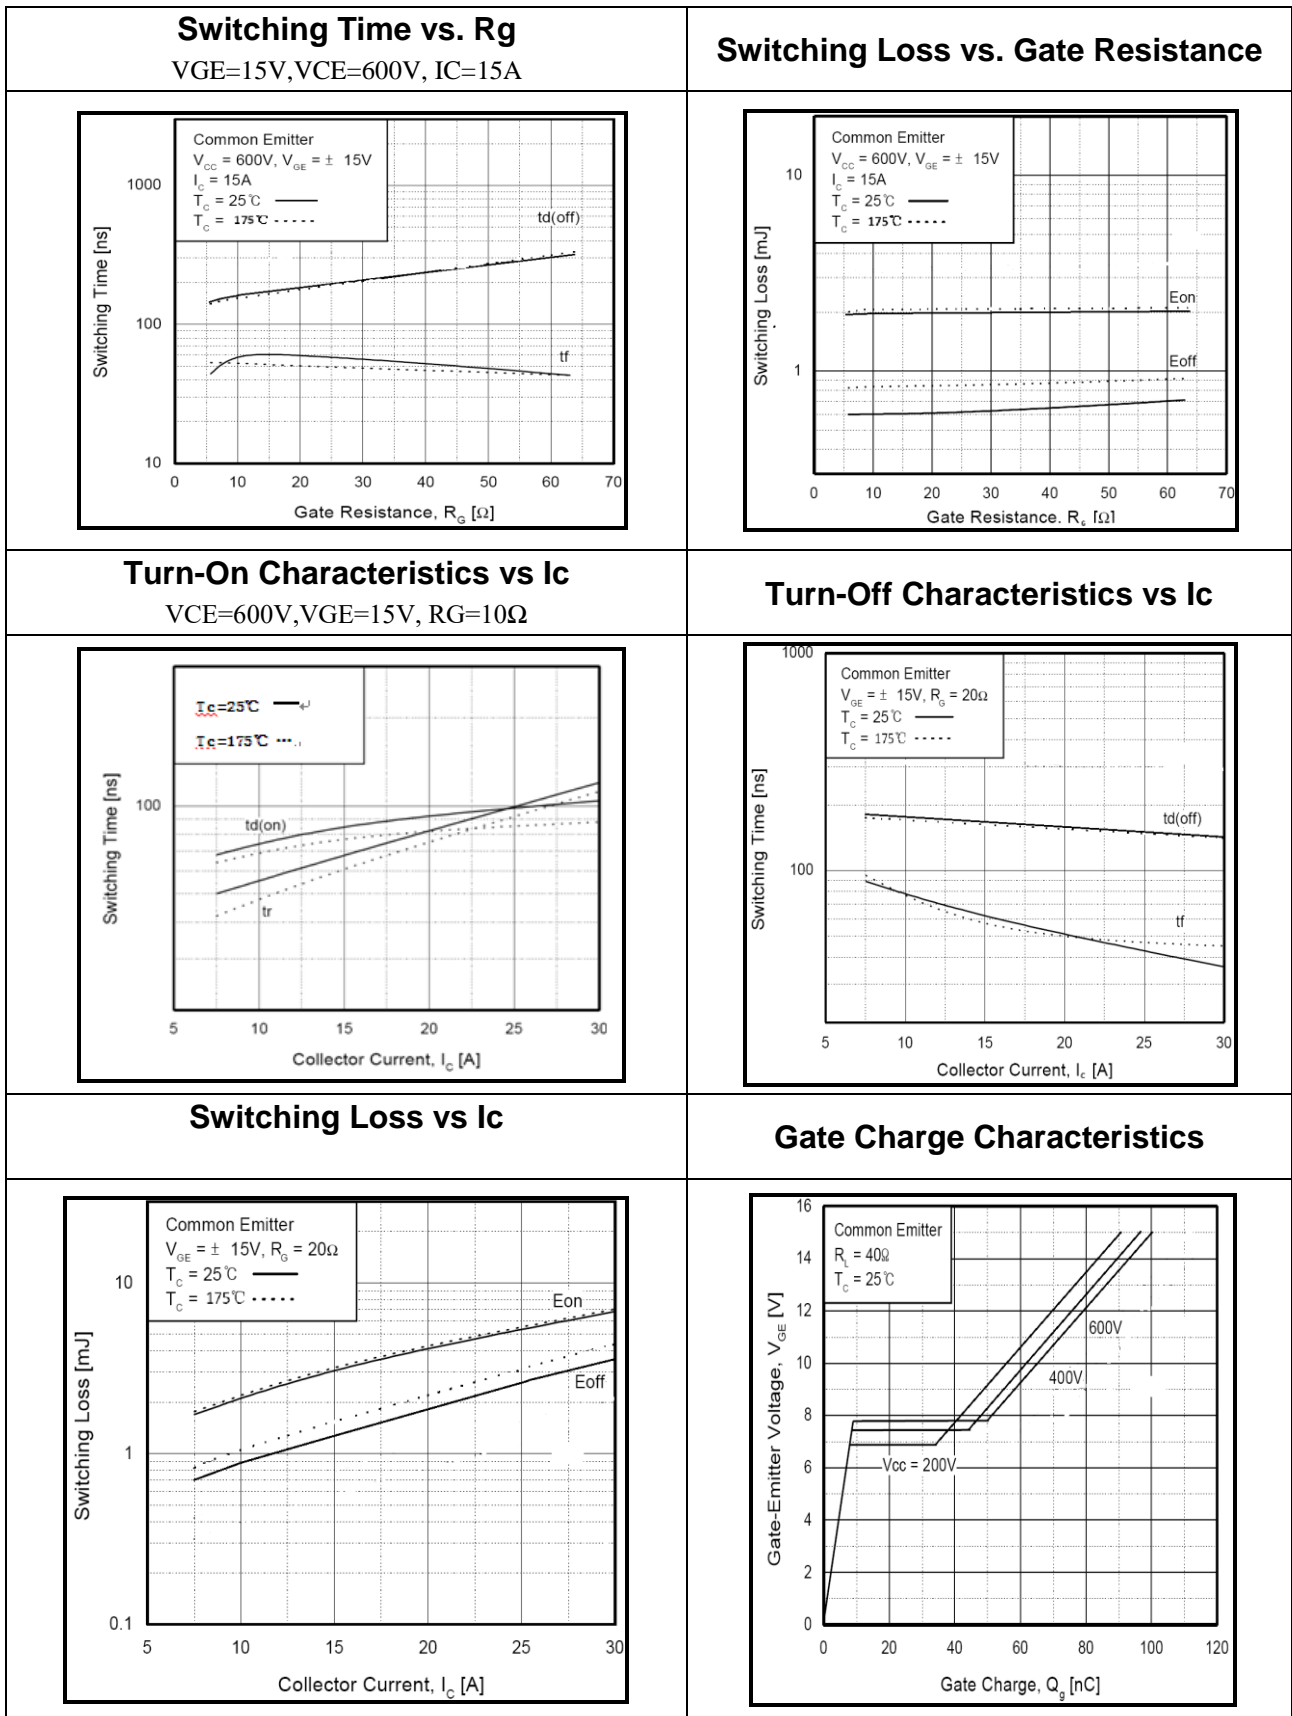 Switching Time vs. Rg
VGE=15V,VCE=600V, IC=15A
Switching Loss vs. Gate Resistance
Common Emitter
VCC = 600V, VGE = ± 15V
IC = 15A
TC = 25℃
TC = 175℃
td(off)
tf
1000
100
10
0 10 20 30 40 50 60 70
Switching Time [ns]
Gate Resistance, RG [Ω]
Common Emitter
VCC = 600V, VGE = ± 15V
IC = 15A
TC = 25℃
TC = 175℃
Eon
Eoff
10
1
0 10 20 30 40 50 60 70
Switching Loss [mJ]
Gate Resistance, RG [Ω]
Turn-On Characteristics vs Ic
VCE=600V,VGE=15V, RG=10Ω
Turn-Off Characteristics vs Ic
Tc=25℃
Tc=175℃
td(on)
tr
100
5 10 15 20 25 30
Switching Time [ns]
Collector Current, IC [A]
Common Emitter
VGE = ± 15V, RG = 20Ω
TC = 25℃
TC = 175℃
td(off)
tf
1000
100
5 10 15 20 25 30
Switching Time [ns]
Collector Current, Ic [A]
Switching Loss vs Ic
Gate Charge Characteristics
Common Emitter
VGE = ± 15V, RG = 20Ω
TC = 25℃
TC = 175℃
Eon
Eoff
10
1
0.1
5 10 15 20 25 30
Switching Loss [mJ]
Collector Current, IC [A]
Common Emitter
RL = 40Ω
TC = 25℃
600V
400V
Vcc = 200V
16
14
12
10
8
6
4
2
0
0 20 40 60 80 100 120
Gate-Emitter Voltage, VGE [V]
Gate Charge, Qg [nC]